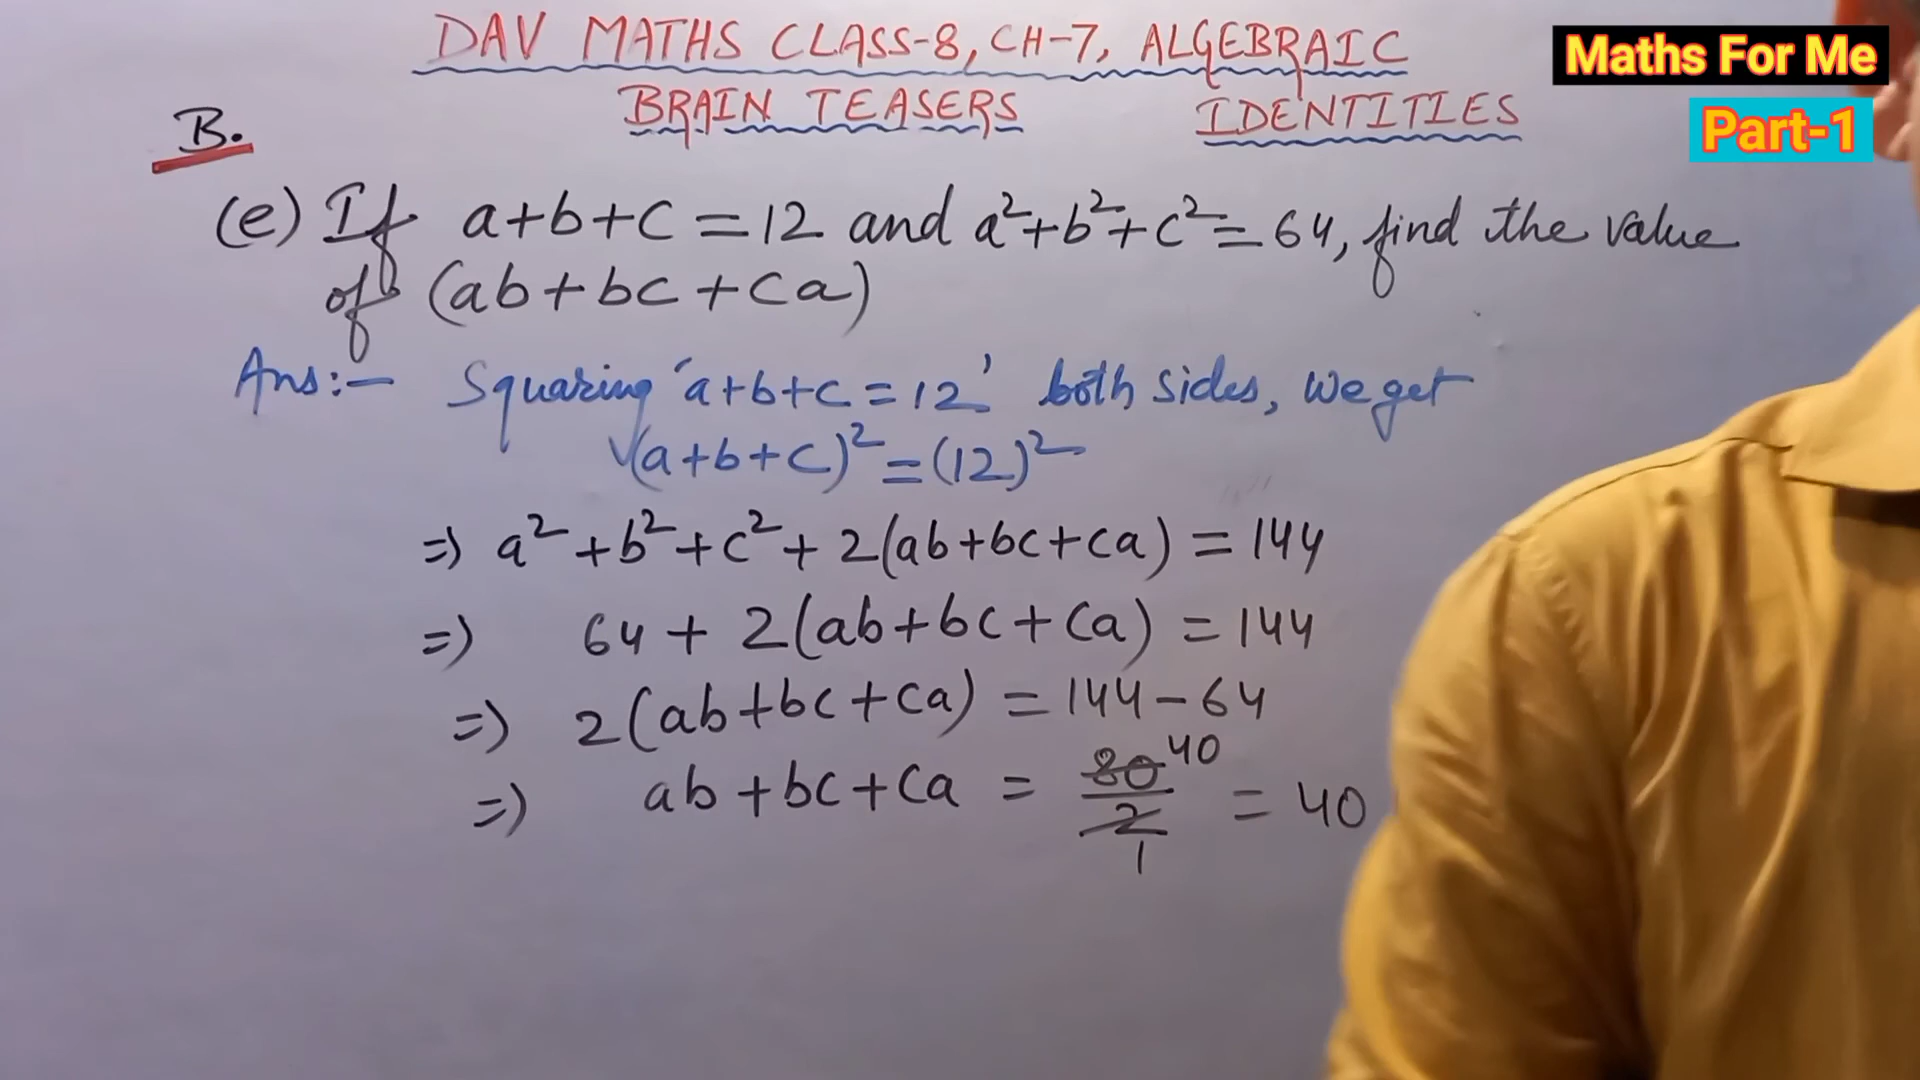 DAV MATHS CLASS-8, CH-7, ALGEBRAIC
BRAIN TEASERS IDENTITIES
Maths For Me
Part-1
B.
(e) If a+b+c=12 and a²+b²+c²=64, find the value
of (ab+bc+ca)
Ans:- Squaring 'a+b+c=12' both sides, we get
(a+b+c)²=(12)²
⇒ a²+b²+c²+2(ab+bc+ca)=144
⇒ 64+2(ab+bc+ca)=144
⇒ 2(ab+bc+ca)=144-64
⇒ ab+bc+ca = 80/2 40 1 = 40